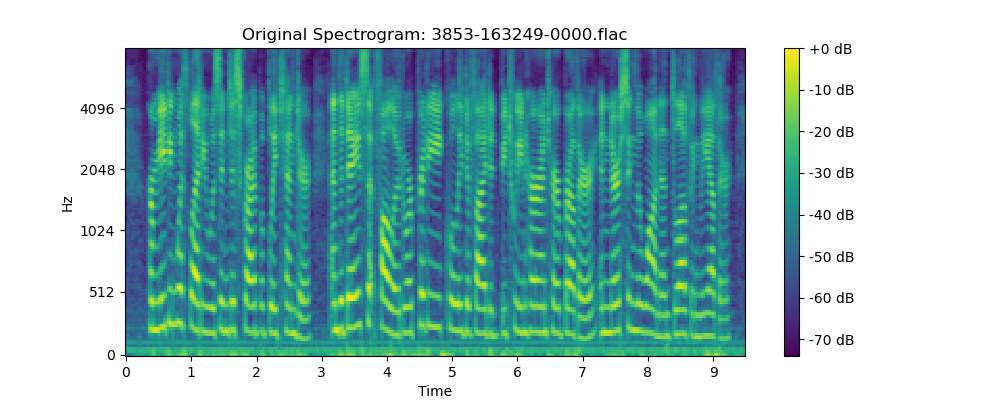 Original Spectrogram: 3853-163249-0000.flac
+0 dB
-10 dB
-20 dB
-30 dB
-40 dB
-50 dB
-60 dB
-70 dB
4096
2048
1024
512
0
Hz
0 1 2 3 4 5 6 7 8 9
Time